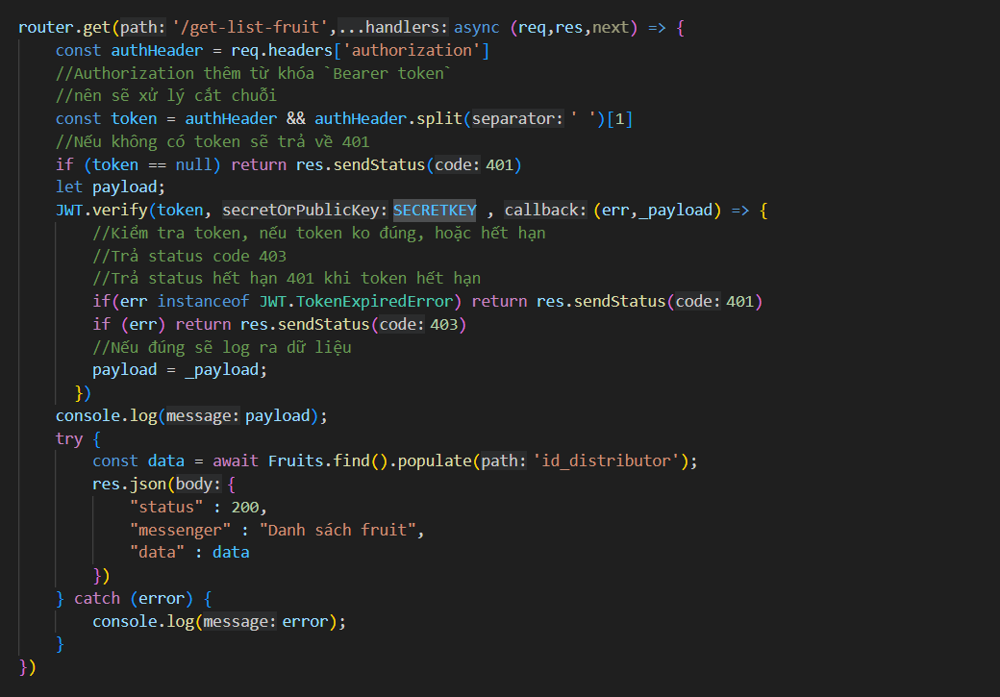 router.get(path: '/get-list-fruit',...handlers: async (req,res,next) => {
const authHeader = req.headers['authorization']
//Authorization thêm từ khóa `Bearer token`
//nên sẽ xử lý cắt chuỗi
const token = authHeader && authHeader.split(separator: ' ')[1]
//Nếu không có token sẽ trả về 401
if (token == null) return res.sendStatus(code: 401)
let payload;
JWT.verify(token, secretOrPublicKey: SECRETKEY , callback: (err,_payload) => {
//Kiểm tra token, nếu token ko đúng, hoặc hết hạn
//Trả status code 403
//Trả status hết hạn 401 khi token hết hạn
if(err instanceof JWT.TokenExpiredError) return res.sendStatus(code: 401)
if (err) return res.sendStatus(code: 403)
//Nếu đúng sẽ log ra dữ liệu
payload = _payload;
})
console.log(message: payload);
try {
const data = await Fruits.find().populate(path: 'id_distributor');
res.json(body: {
"status" : 200,
"messenger" : "Danh sách fruit",
"data" : data
})
} catch (error) {
console.log(message: error);
}
})